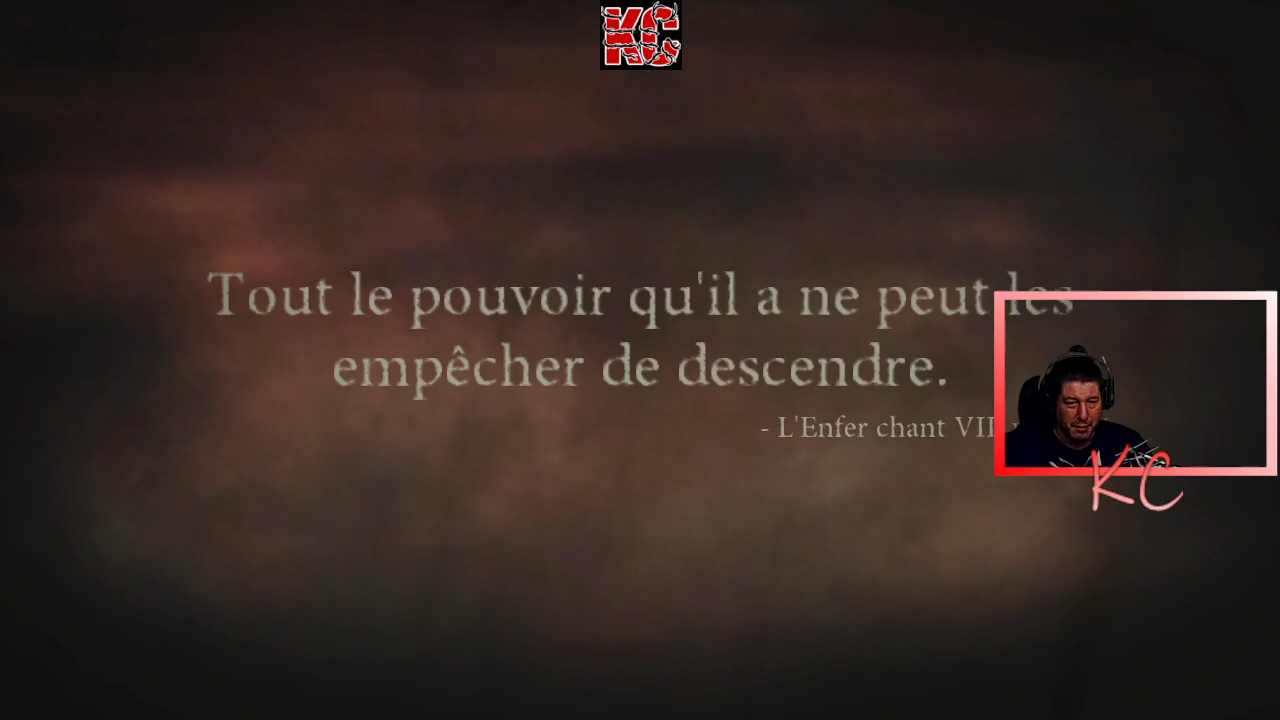 KC
Tout le pouvoir qu'il a ne peut les
empêcher de descendre.
- L'Enfer chant VII
KC